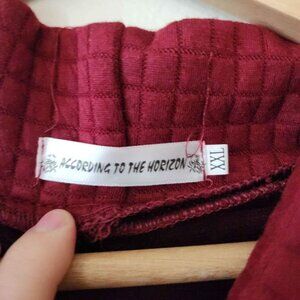 ACCORDING TO THE HORIZON
XXL